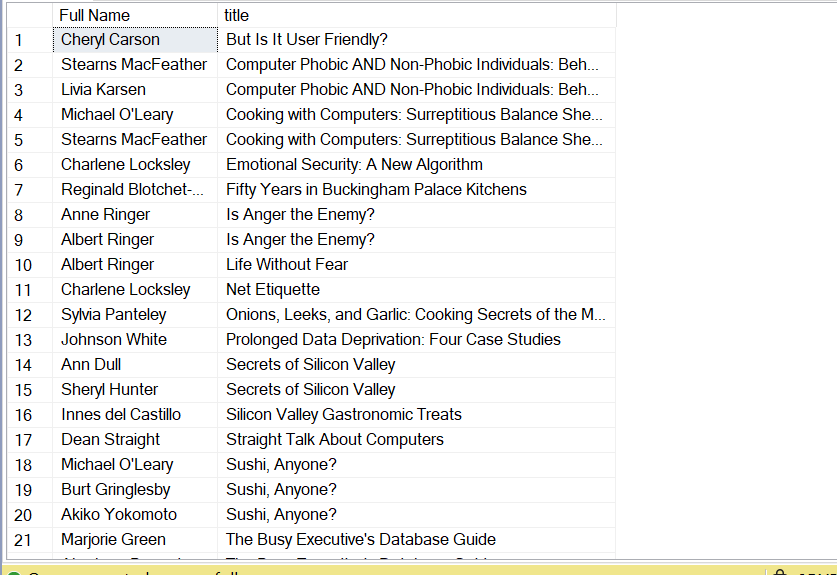 Full Name title
1 Cheryl Carson But Is It User Friendly?
2 Stearns MacFeather Computer Phobic AND Non-Phobic Individuals: Beh...
3 Livia Karsen Computer Phobic AND Non-Phobic Individuals: Beh...
4 Michael O'Leary Cooking with Computers: Surreptitious Balance She...
5 Stearns MacFeather Cooking with Computers: Surreptitious Balance She...
6 Charlene Locksley Emotional Security: A New Algorithm
7 Reginald Blotchet-... Fifty Years in Buckingham Palace Kitchens
8 Anne Ringer Is Anger the Enemy?
9 Albert Ringer Is Anger the Enemy?
10 Albert Ringer Life Without Fear
11 Charlene Locksley Net Etiquette
12 Sylvia Panteley Onions, Leeks, and Garlic: Cooking Secrets of the M...
13 Johnson White Prolonged Data Deprivation: Four Case Studies
14 Ann Dull Secrets of Silicon Valley
15 Sheryl Hunter Secrets of Silicon Valley
16 Innes del Castillo Silicon Valley Gastronomic Treats
17 Dean Straight Straight Talk About Computers
18 Michael O'Leary Sushi, Anyone?
19 Burt Gringlesby Sushi, Anyone?
20 Akiko Yokomoto Sushi, Anyone?
21 Marjorie Green The Busy Executive's Database Guide